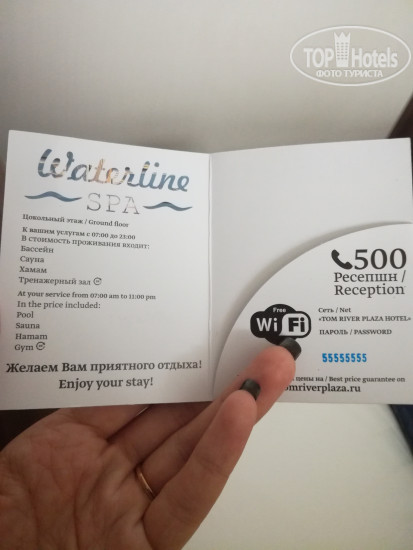 TOP Hotels
ФОТО ТУРИСТА
Waterline
SPA
Цокольный этаж / Ground floor
К вашим услугам с 07:00 до 23:00
В стоимость проживания входит:
Бассейн
Сауна
Хамам
Тренажерный зал
At your service from 07:00 am to 11:00 pm
In the price included:
Pool
Sauna
Hamam
Gym
Желаем Вам приятного отдыха!
Enjoy your stay!
500
Ресепшн /
Reception
Free
Wi Fi
Сеть / Net
«TOM RIVER PLAZA HOTEL»
ПАРОЛЬ / PASSWORD
55555555
цены на / Best price guarantee on
omriverplaza.ru